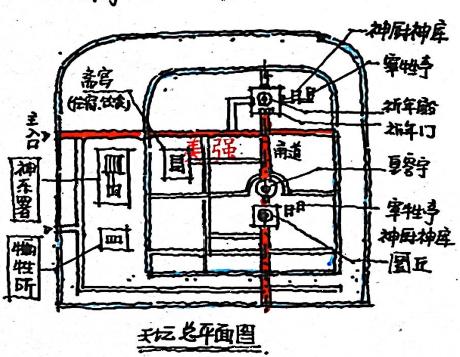 神厨神库
宰牲亭
祈年殿
祈年门
斋宫
(住宿、饮食)
主
入
口
美强
甬道
皇穹宇
神乐署
宰牲亭
神厨神库
圜丘
牺牲所
天坛总平面图